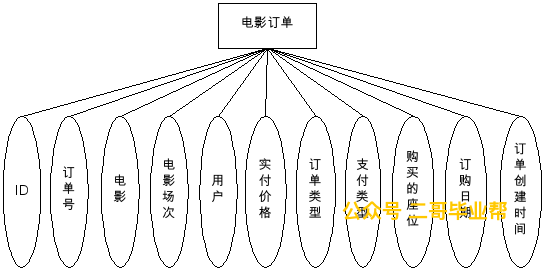 电影订单
ID
订单号
电影
电影场次
用户
实付价格
订单类型
支付类型
购买的座位
订购日期
订单创建时间
公众号 二哥毕业帮